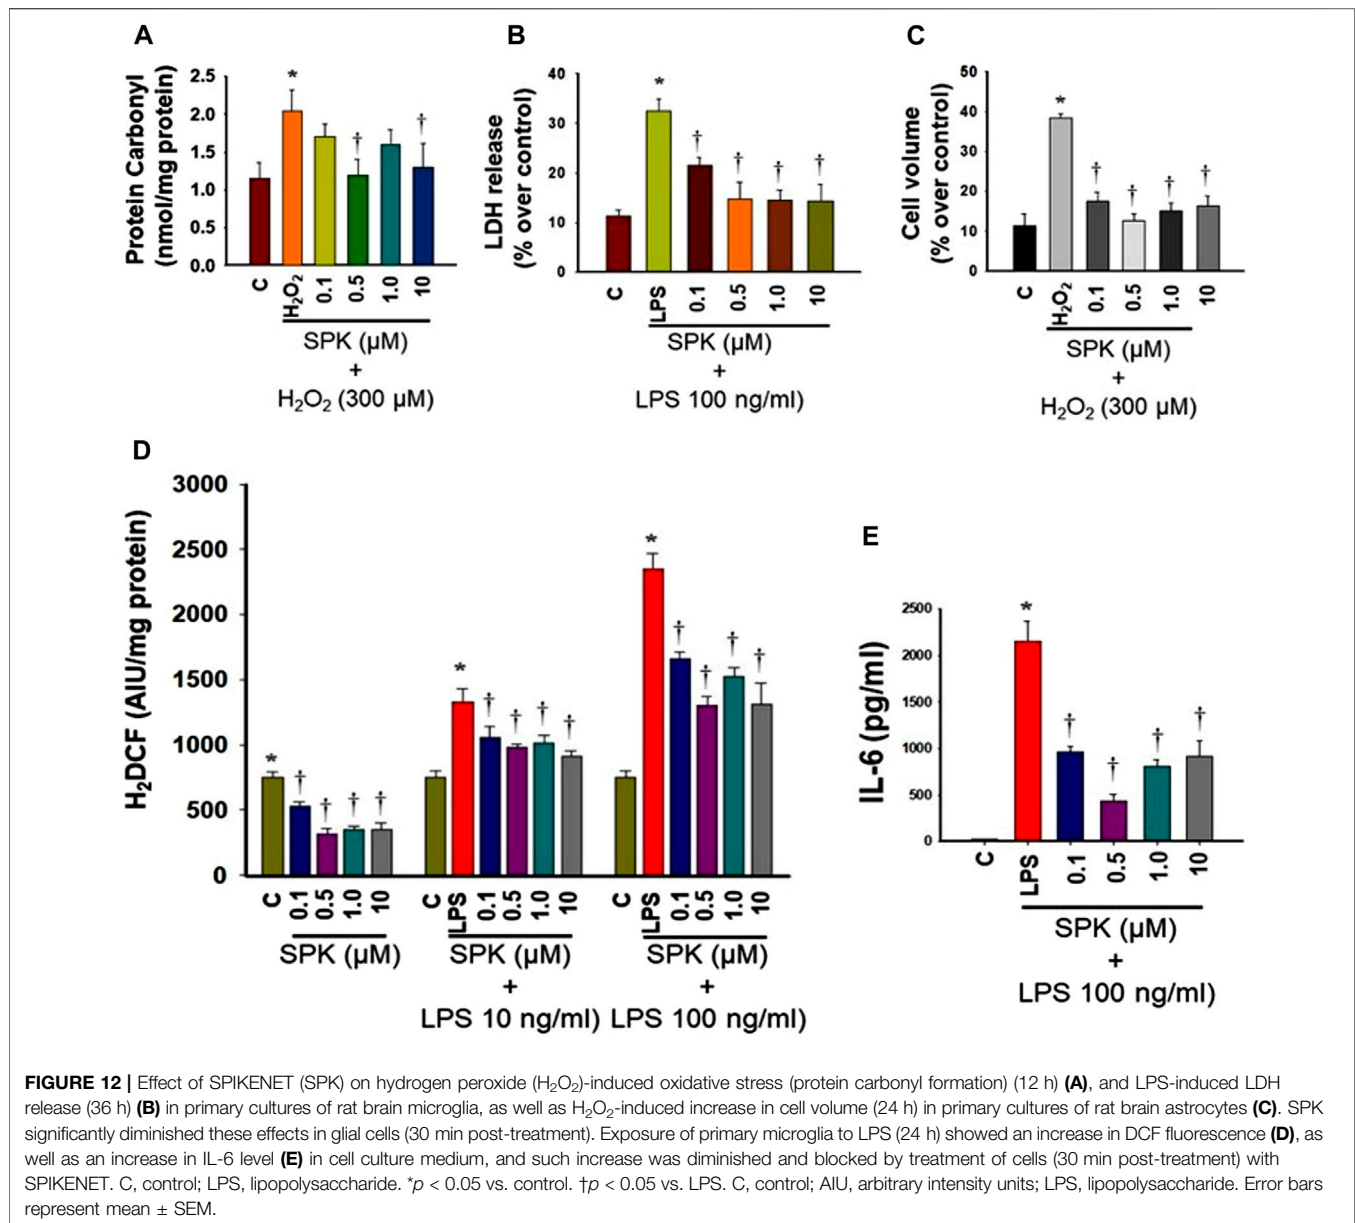 A
Protein Carbonyl
(nmol/mg protein)
2.5
2.0
1.5
1.0
0.5
0.0
*
†
†
C
H₂O₂
0.1
0.5
1.0
10
SPK (µM)
+
H₂O₂ (300 µM)
B
LDH release
(% over control)
40
30
20
10
0
*
†
†
†
†
C
LPS
0.1
0.5
1.0
10
SPK (µM)
+
LPS 100 ng/ml)
C
Cell volume
(% over control)
50
40
30
20
10
0
*
†
†
†
†
C
H₂O₂
0.1
0.5
1.0
10
SPK (µM)
+
H₂O₂ (300 µM)
D
H₂DCF (AIU/mg protein)
3000
2500
2000
1500
1000
500
0
*
†
†
†
†
*
†
†
†
†
*
†
†
†
†
C
0.1
0.5
1.0
10
SPK (µM)
C
LPS
0.1
0.5
1.0
10
SPK (µM)
+
LPS 10 ng/ml)
C
LPS
0.1
0.5
1.0
10
SPK (µM)
+
LPS 100 ng/ml)
E
IL-6 (pg/ml)
2500
2000
1500
1000
500
0
*
†
†
†
†
C
LPS
0.1
0.5
1.0
10
SPK (µM)
+
LPS 100 ng/ml)
FIGURE 12 | Effect of SPIKENET (SPK) on hydrogen peroxide (H₂O₂)-induced oxidative stress (protein carbonyl formation) (12 h) (A), and LPS-induced LDH
release (36 h) (B) in primary cultures of rat brain microglia, as well as H₂O₂-induced increase in cell volume (24 h) in primary cultures of rat brain astrocytes (C). SPK
significantly diminished these effects in glial cells (30 min post-treatment). Exposure of primary microglia to LPS (24 h) showed an increase in DCF fluorescence (D), as
well as an increase in IL-6 level (E) in cell culture medium, and such increase was diminished and blocked by treatment of cells (30 min post-treatment) with
SPIKENET. C, control; LPS, lipopolysaccharide. *p < 0.05 vs. control. †p < 0.05 vs. LPS. C, control; AIU, arbitrary intensity units; LPS, lipopolysaccharide. Error bars
represent mean ± SEM.